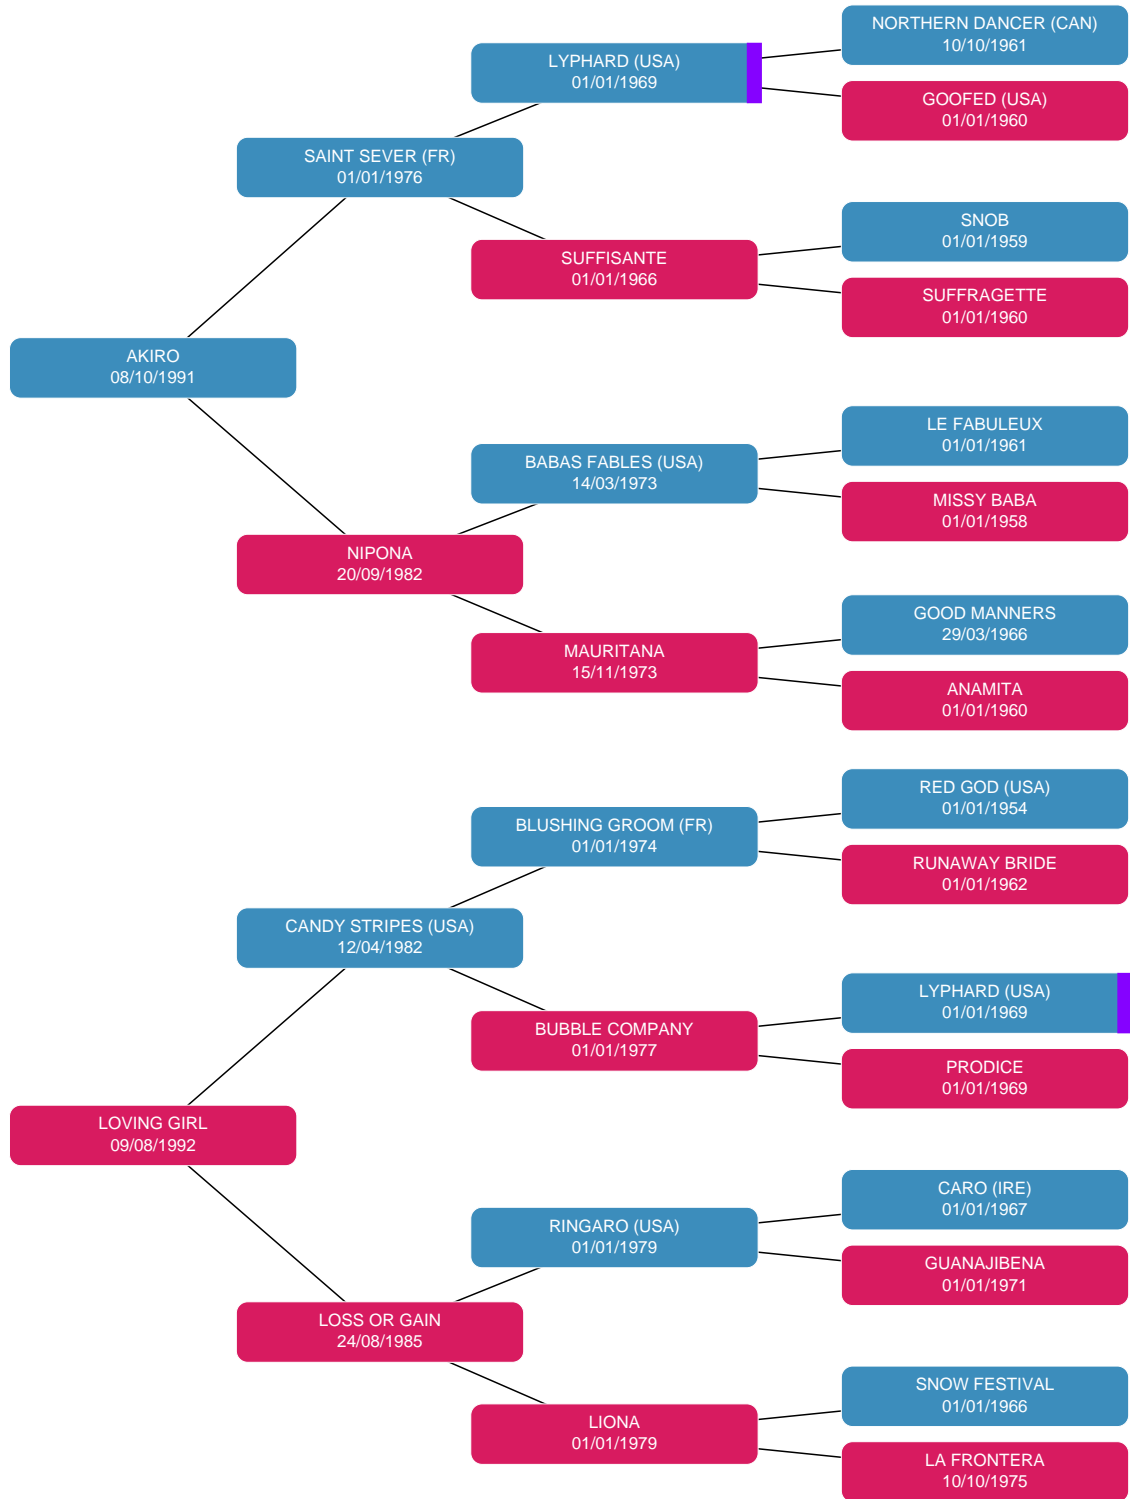 NORTHERN DANCER (CAN)
10/10/1961
LYPHARD (USA)
01/01/1969
GOOFED (USA)
01/01/1960
SAINT SEVER (FR)
01/01/1976
SNOB
01/01/1959
SUFFISANTE
01/01/1966
SUFFRAGETTE
01/01/1960
AKIRO
08/10/1991
LE FABULEUX
01/01/1961
BABAS FABLES (USA)
14/03/1973
MISSY BABA
01/01/1958
NIPONA
20/09/1982
GOOD MANNERS
29/03/1966
MAURITANA
15/11/1973
ANAMITA
01/01/1960
RED GOD (USA)
01/01/1954
BLUSHING GROOM (FR)
01/01/1974
RUNAWAY BRIDE
01/01/1962
CANDY STRIPES (USA)
12/04/1982
LYPHARD (USA)
01/01/1969
BUBBLE COMPANY
01/01/1977
PRODICE
01/01/1969
LOVING GIRL
09/08/1992
CARO (IRE)
01/01/1967
RINGARO (USA)
01/01/1979
GUANAJIBENA
01/01/1971
LOSS OR GAIN
24/08/1985
SNOW FESTIVAL
01/01/1966
LIONA
01/01/1979
LA FRONTERA
10/10/1975